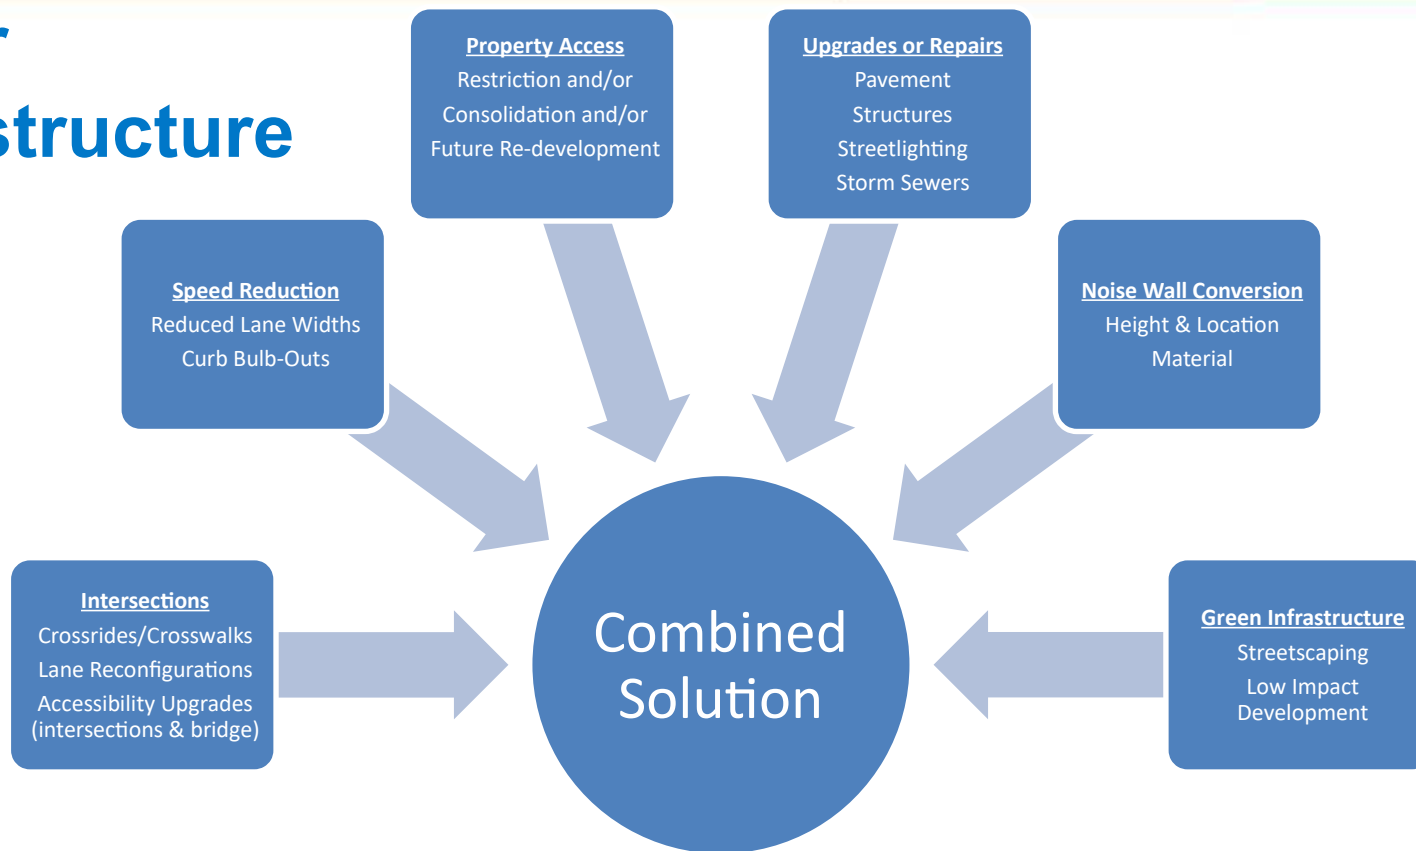 structure
Property Access
Restriction and/or
Consolidation and/or
Future Re-development
Upgrades or Repairs
Pavement
Structures
Streetlighting
Storm Sewers
Speed Reduction
Reduced Lane Widths
Curb Bulb-Outs
Noise Wall Conversion
Height & Location
Material
Intersections
Crossrides/Crosswalks
Lane Reconfigurations
Accessibility Upgrades
(intersections & bridge)
Green Infrastructure
Streetscaping
Low Impact
Development
Combined
Solution